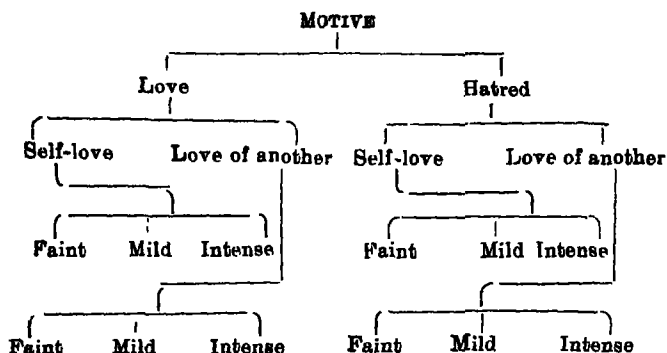 MOTIVE
Love Hatred
Self-love Love of another Self-love Love of another
Faint Mild Intense Faint Mild Intense
Faint Mild Intense Faint Mild Intense